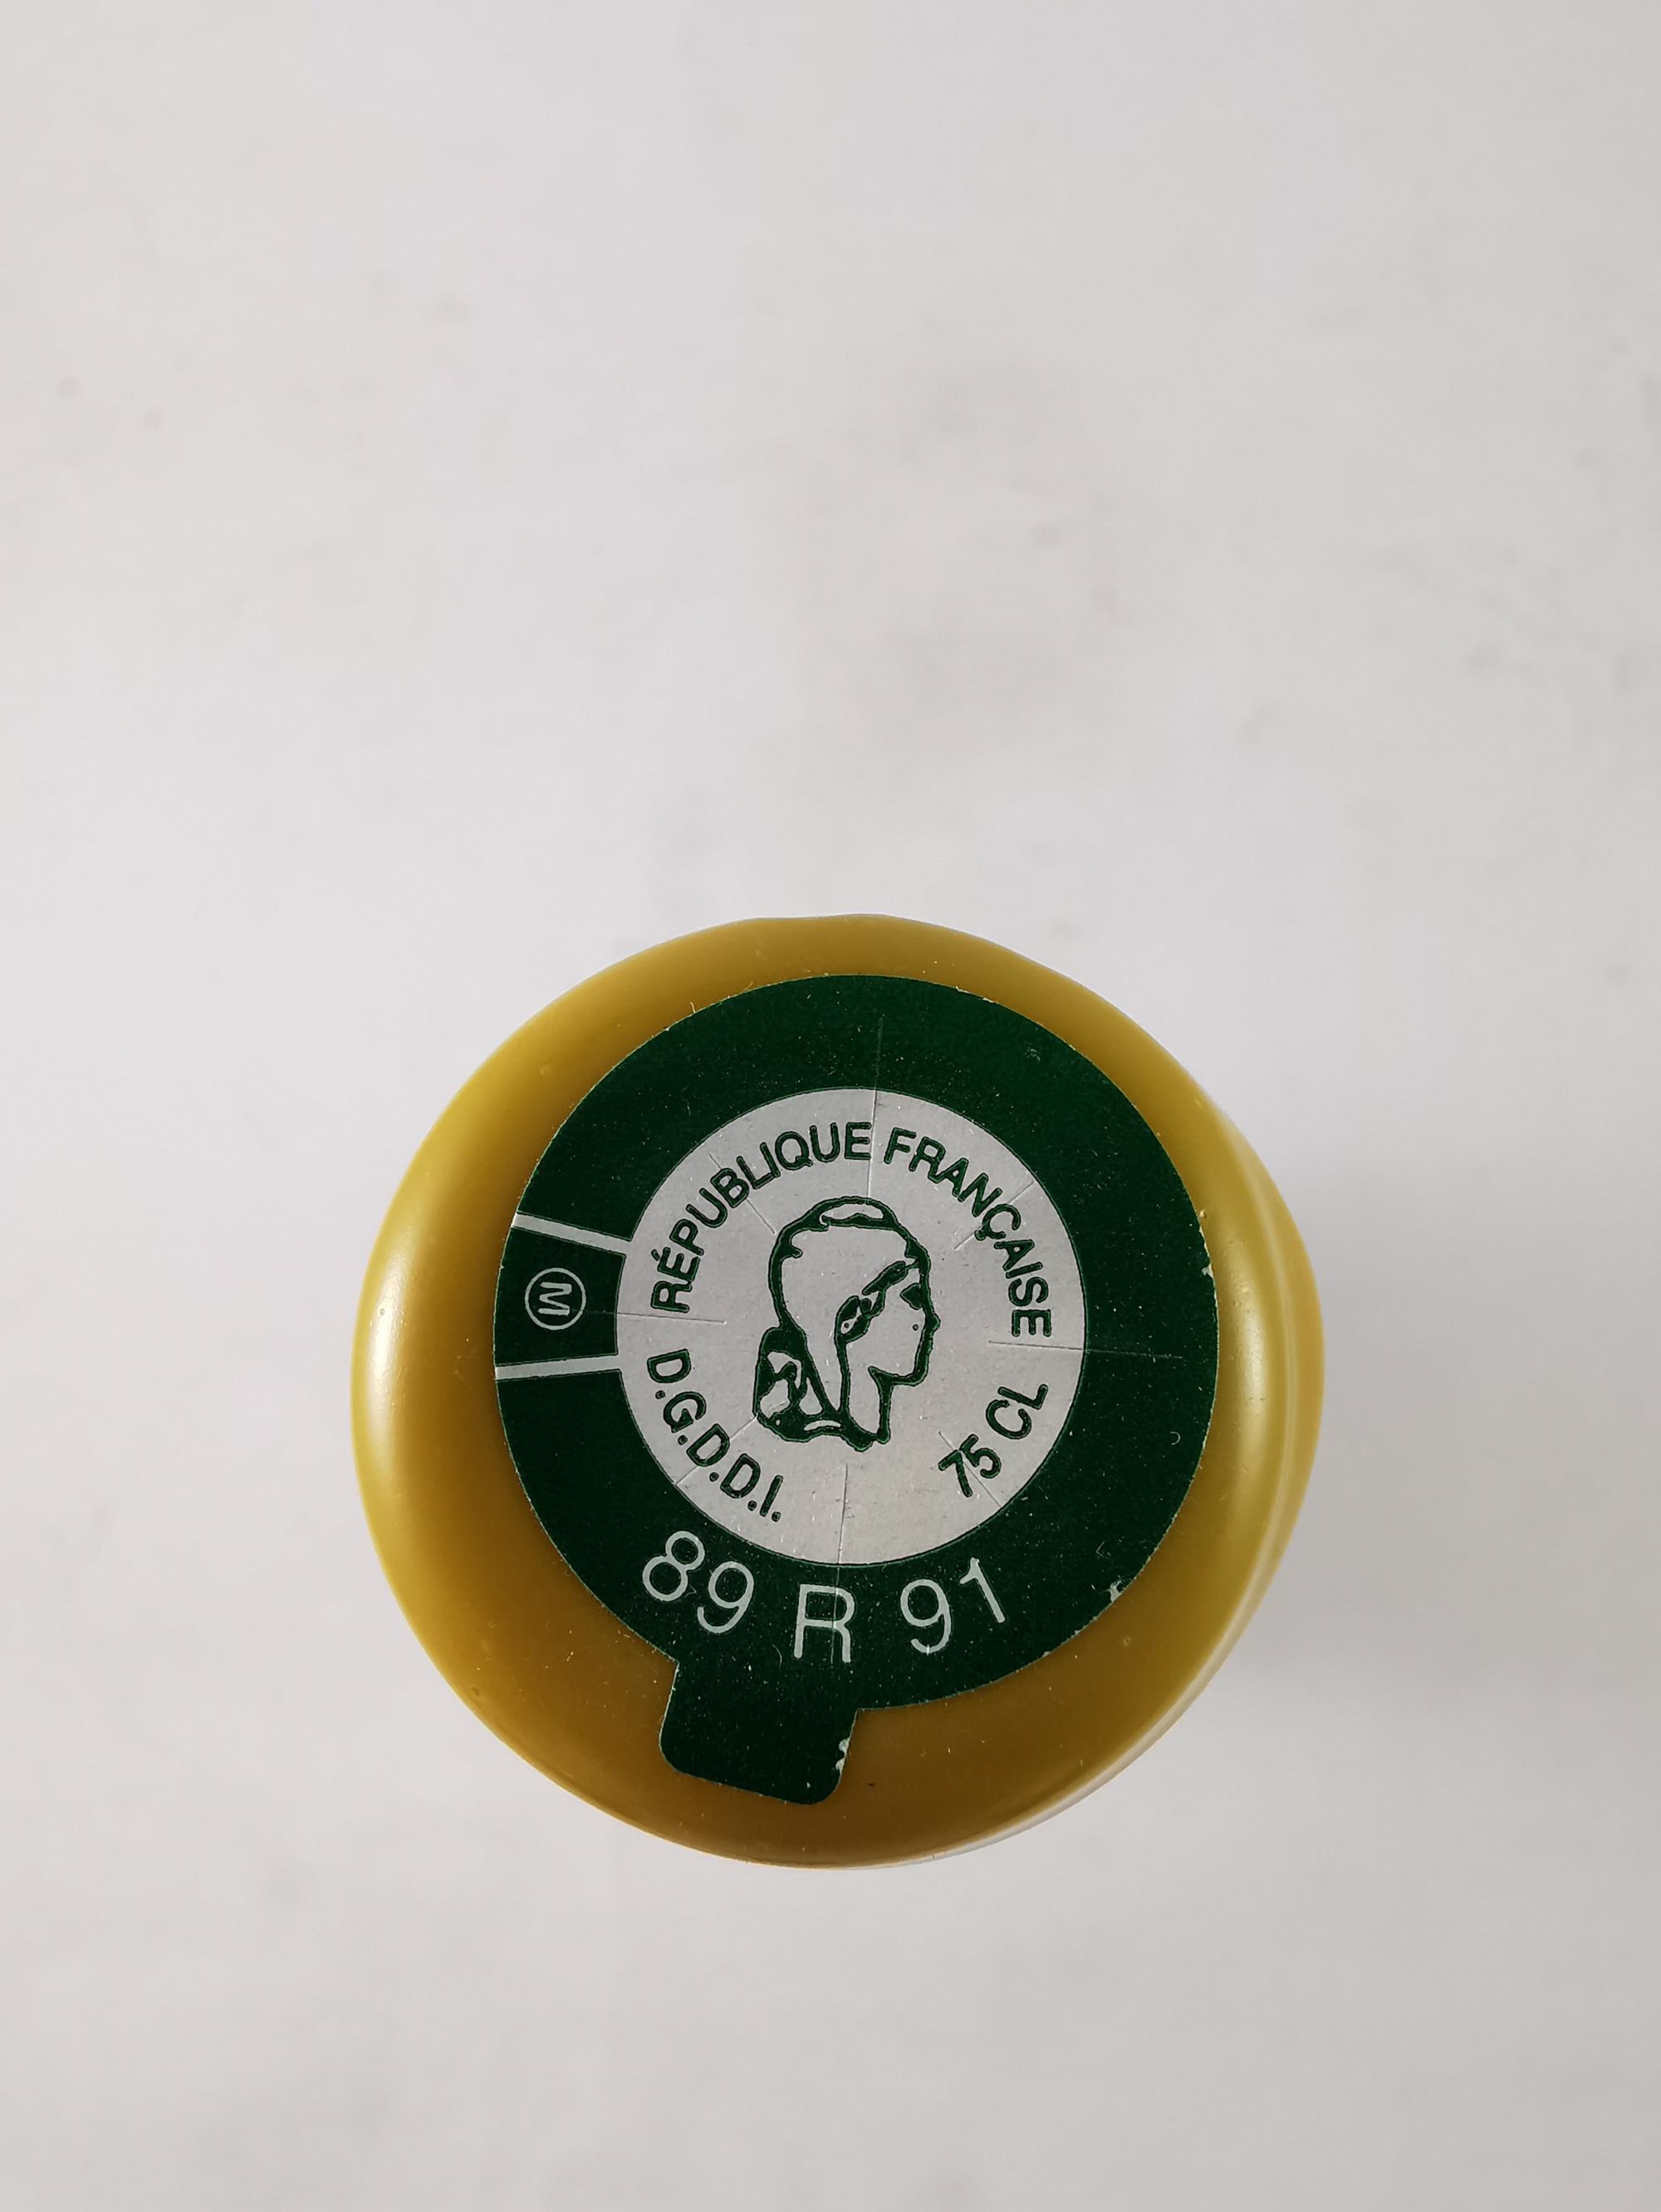 RÉPUBLIQUE FRANÇAISE
D.G.D.D.I.
75 CL
89 R 91
M